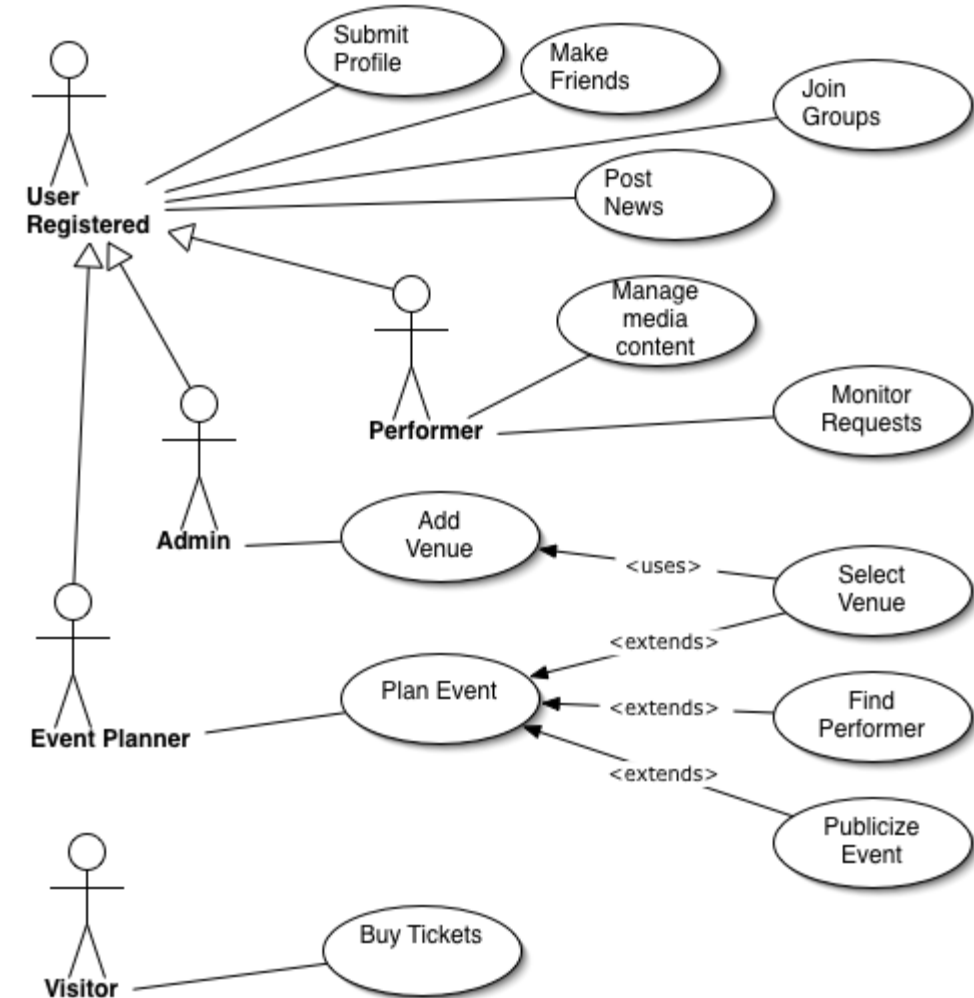 Submit
Profile
Make
Friends
Join
Groups
User
Registered
Post
News
Manage
media
content
Performer
Monitor
Requests
Admin
Add
Venue
<uses>
Select
Venue
<extends>
Plan Event
<extends>
Find
Performer
Event Planner
<extends>
Publicize
Event
Buy Tickets
Visitor